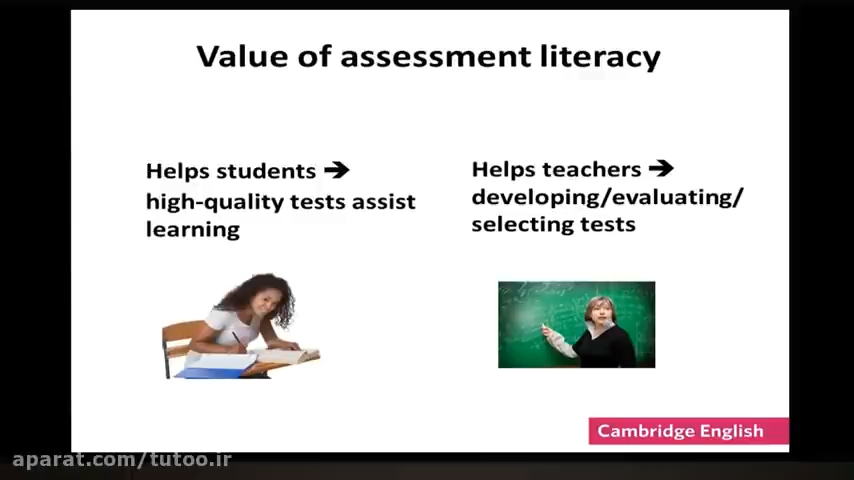 Value of assessment literacy
Helps students ➔
high-quality tests assist
learning
Helps teachers ➔
developing/evaluating/
selecting tests
Cambridge English
aparat.com/tutoo.ir